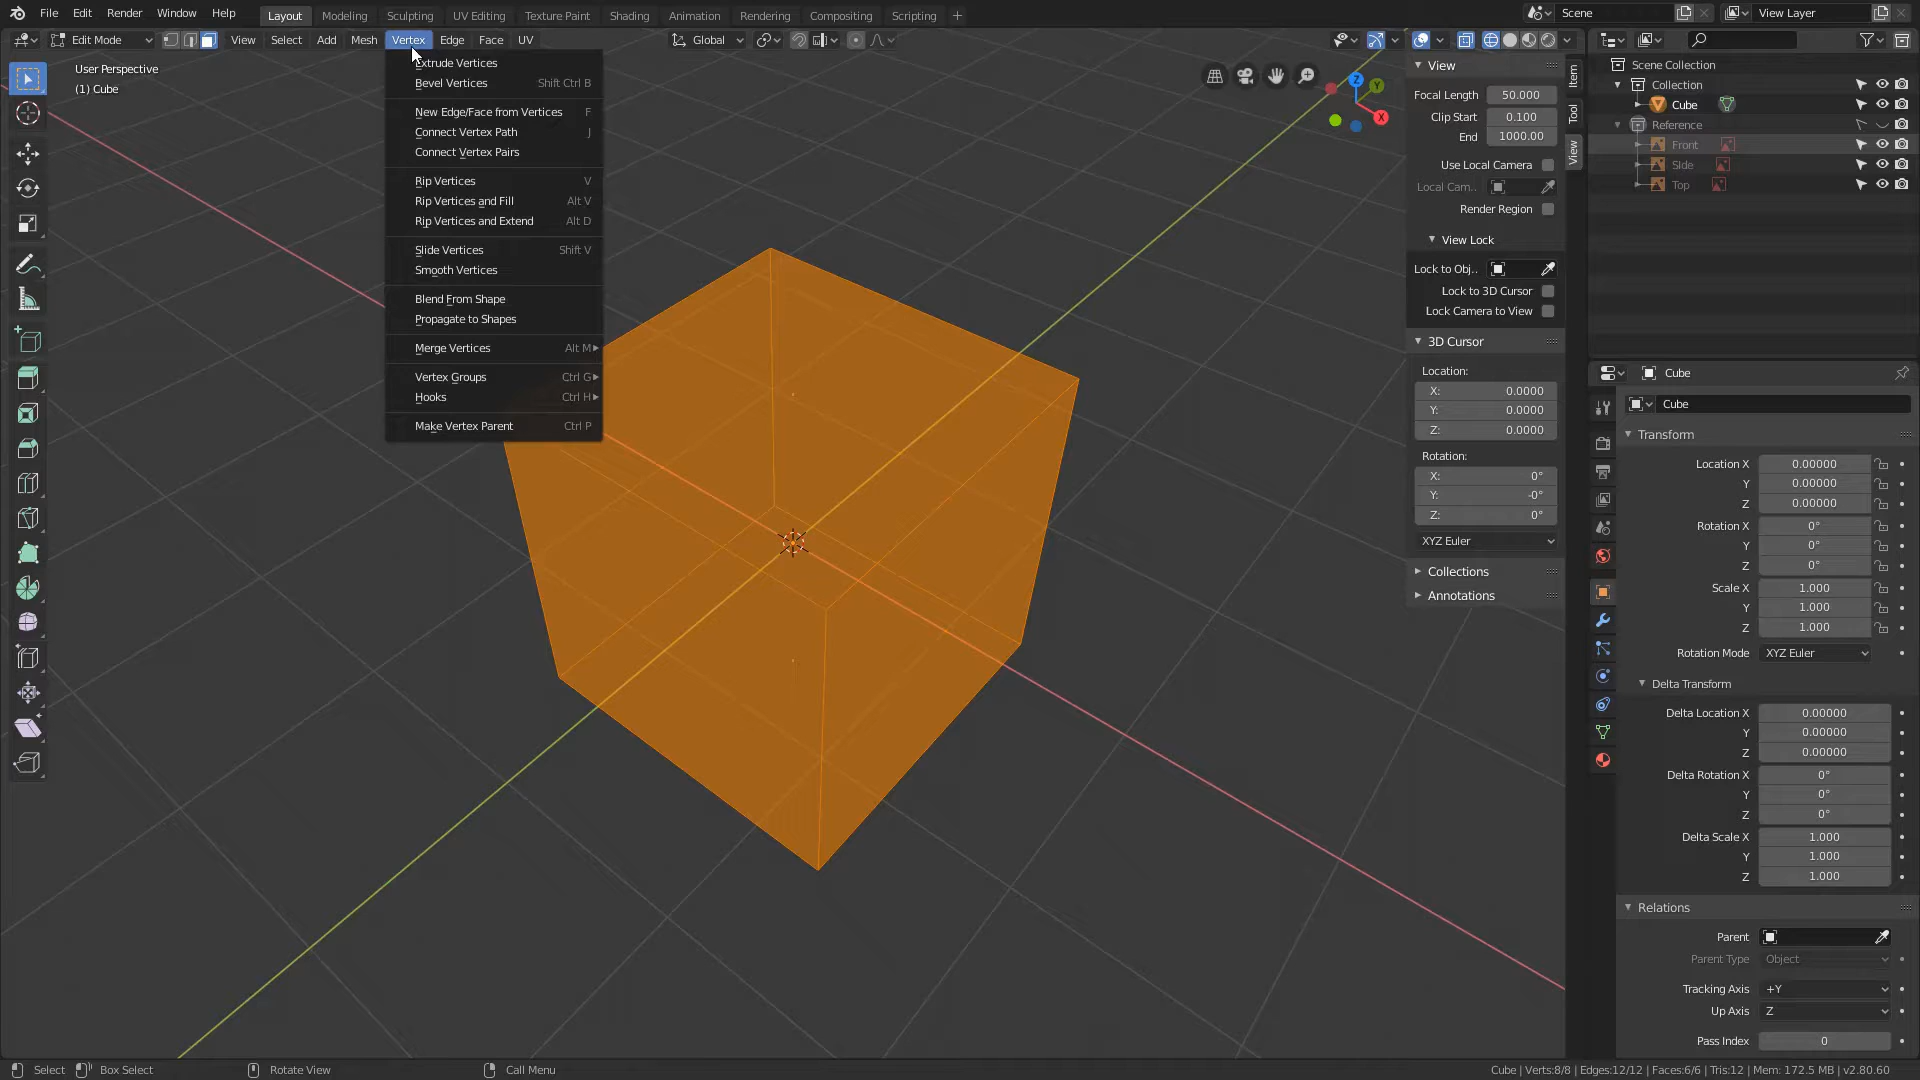 File Edit Render Window Help Layout Modeling Sculpting UV Editing Texture Paint Shading Animation Rendering Compositing Scripting + Scene View Layer
Edit Mode View Select Add Mesh Vertex Edge Face UV Global
User Perspective
(1) Cube
Extrude Vertices
Bevel Vertices Shift Ctrl B
New Edge/Face from Vertices F
Connect Vertex Path J
Connect Vertex Pairs
Rip Vertices V
Rip Vertices and Fill Alt V
Rip Vertices and Extend Alt D
Slide Vertices Shift V
Smooth Vertices
Blend From Shape
Propagate to Shapes
Merge Vertices Alt M
Vertex Groups Ctrl G
Hooks Ctrl H
Make Vertex Parent Ctrl P
Z
Y
X
View
Focal Length 50.000
Clip Start 0.100
End 1000.00
Use Local Camera
Local Cam..
Render Region
View Lock
Lock to Obj..
Lock to 3D Cursor
Lock Camera to View
3D Cursor
Location:
X: 0.0000
Y: 0.0000
Z: 0.0000
Rotation:
X: 0°
Y: -0°
Z: 0°
XYZ Euler
Collections
Annotations
Item
Tool
View
Scene Collection
Collection
Cube
Reference
Front
Side
Top
Cube
Cube
Transform
Location X 0.00000
Y 0.00000
Z 0.00000
Rotation X 0°
Y 0°
Z 0°
Scale X 1.000
Y 1.000
Z 1.000
Rotation Mode XYZ Euler
Delta Transform
Delta Location X 0.00000
Y 0.00000
Z 0.00000
Delta Rotation X 0°
Y 0°
Z 0°
Delta Scale X 1.000
Y 1.000
Z 1.000
Relations
Parent
Parent Type Object
Tracking Axis +Y
Up Axis Z
Pass Index 0
Select Box Select Rotate View Call Menu Cube | Verts:8/8 | Edges:12/12 | Faces:6/6 | Tris:12 | Mem: 172.5 MB | v2.80.60